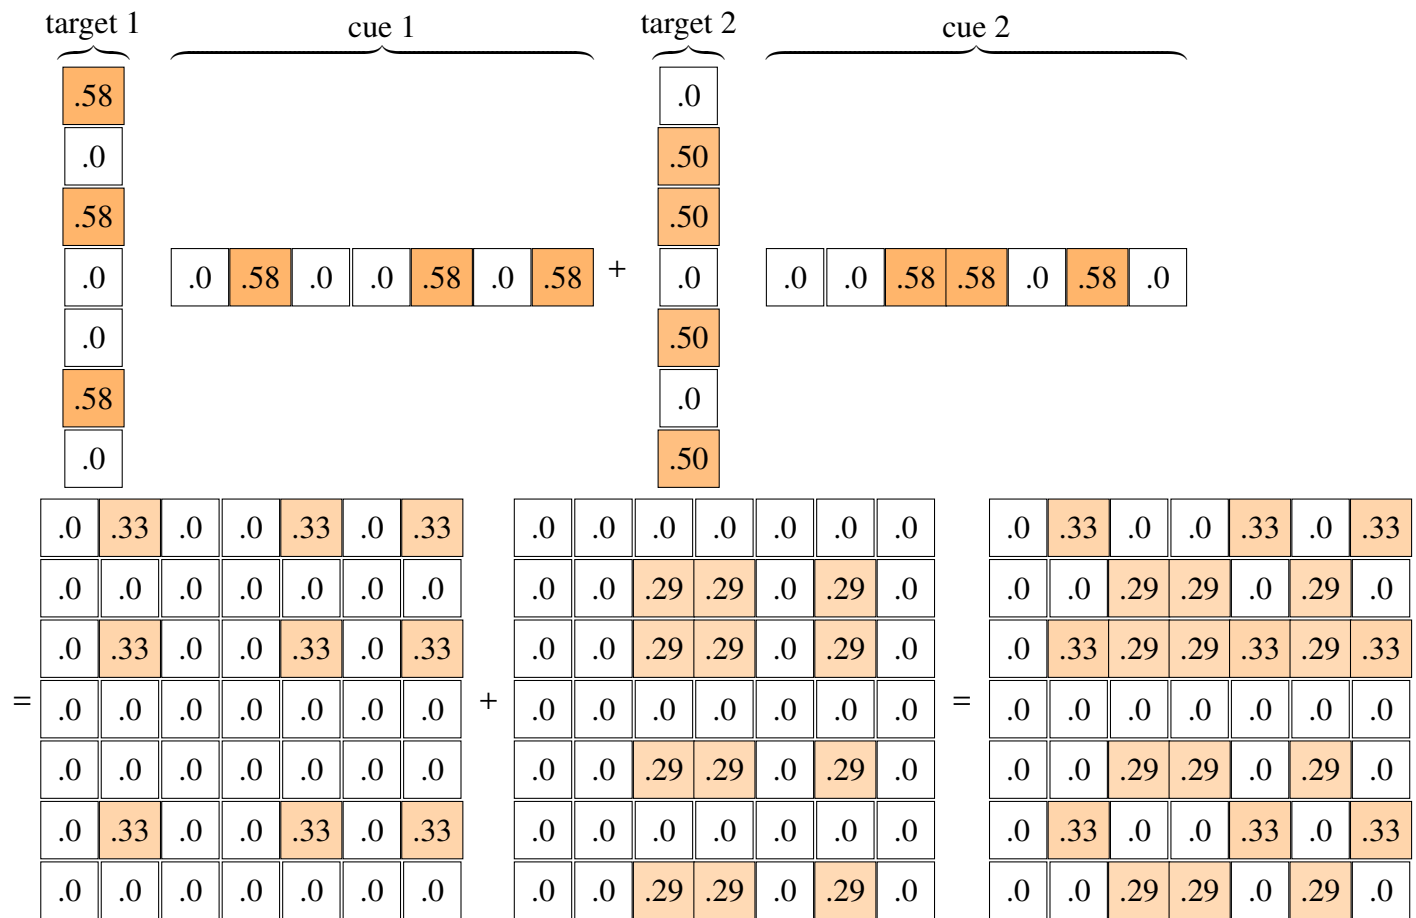 target 1 cue 1 target 2 cue 2
.58 .0
.0 .50
.58 .50
.0 .0 .58 .0 .0 .58 .0 .58 + .0 .0 .0 .58 .58 .0 .58 .0
.0 .50
.58 .0
.0 .50
.0 .33 .0 .0 .33 .0 .33 .0 .0 .0 .0 .0 .0 .0 .0 .33 .0 .0 .33 .0 .33
.0 .0 .0 .0 .0 .0 .0 .0 .0 .29 .29 .0 .29 .0 .0 .0 .29 .29 .0 .29 .0
.0 .33 .0 .0 .33 .0 .33 .0 .0 .29 .29 .0 .29 .0 .0 .33 .29 .29 .33 .29 .33
= .0 .0 .0 .0 .0 .0 .0 + .0 .0 .0 .0 .0 .0 .0 = .0 .0 .0 .0 .0 .0 .0
.0 .0 .0 .0 .0 .0 .0 .0 .0 .29 .29 .0 .29 .0 .0 .0 .29 .29 .0 .29 .0
.0 .33 .0 .0 .33 .0 .33 .0 .0 .0 .0 .0 .0 .0 .0 .33 .0 .0 .33 .0 .33
.0 .0 .0 .0 .0 .0 .0 .0 .0 .29 .29 .0 .29 .0 .0 .0 .29 .29 .0 .29 .0